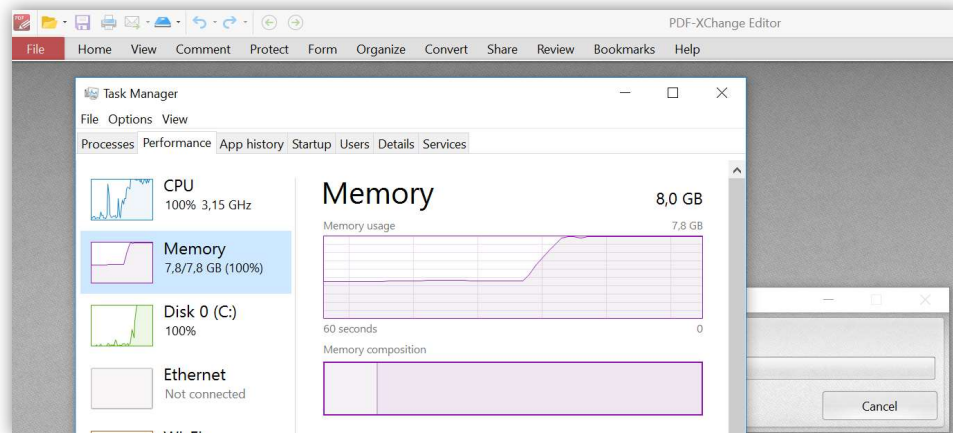 PDF-XChange Editor
File Home View Comment Protect Form Organize Convert Share Review Bookmarks Help
Task Manager
File Options View
Processes Performance App history Startup Users Details Services
CPU
100% 3,15 GHz
Memory
7,8/7,8 GB (100%)
Disk 0 (C:)
100%
Ethernet
Not connected
Memory 8,0 GB
Memory usage 7,8 GB
60 seconds 0
Memory composition
Cancel